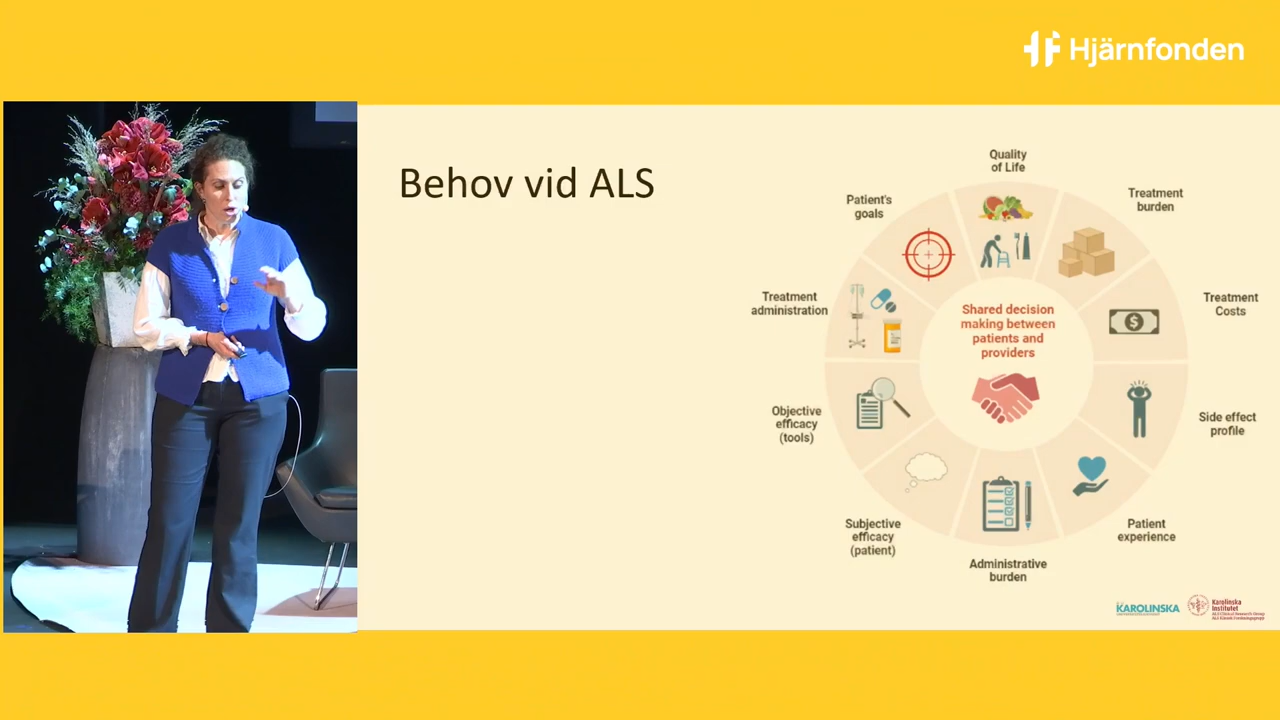 Hjärnfonden
Behov vid ALS
Quality
of Life
Treatment
burden
Treatment
Costs
Side effect
profile
Patient
experience
Administrative
burden
Subjective
efficacy
(patient)
Objective
efficacy
(tools)
Treatment
administration
Patient's
goals
Shared decision
making between
patients and
providers
KAROLINSKA
Karolinska
Institutet